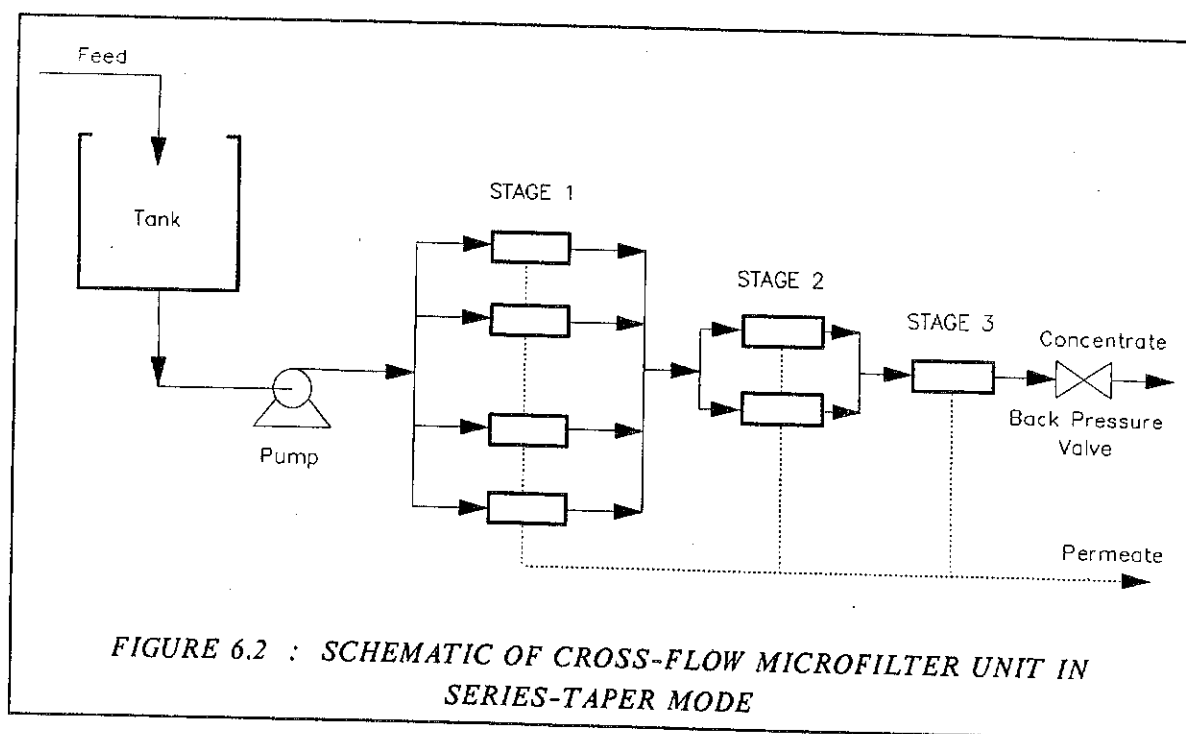 Feed
Tank
STAGE 1
STAGE 2
STAGE 3
Concentrate
Back Pressure
Valve
Pump
Permeate
FIGURE 6.2 : SCHEMATIC OF CROSS-FLOW MICROFILTER UNIT IN
SERIES-TAPER MODE